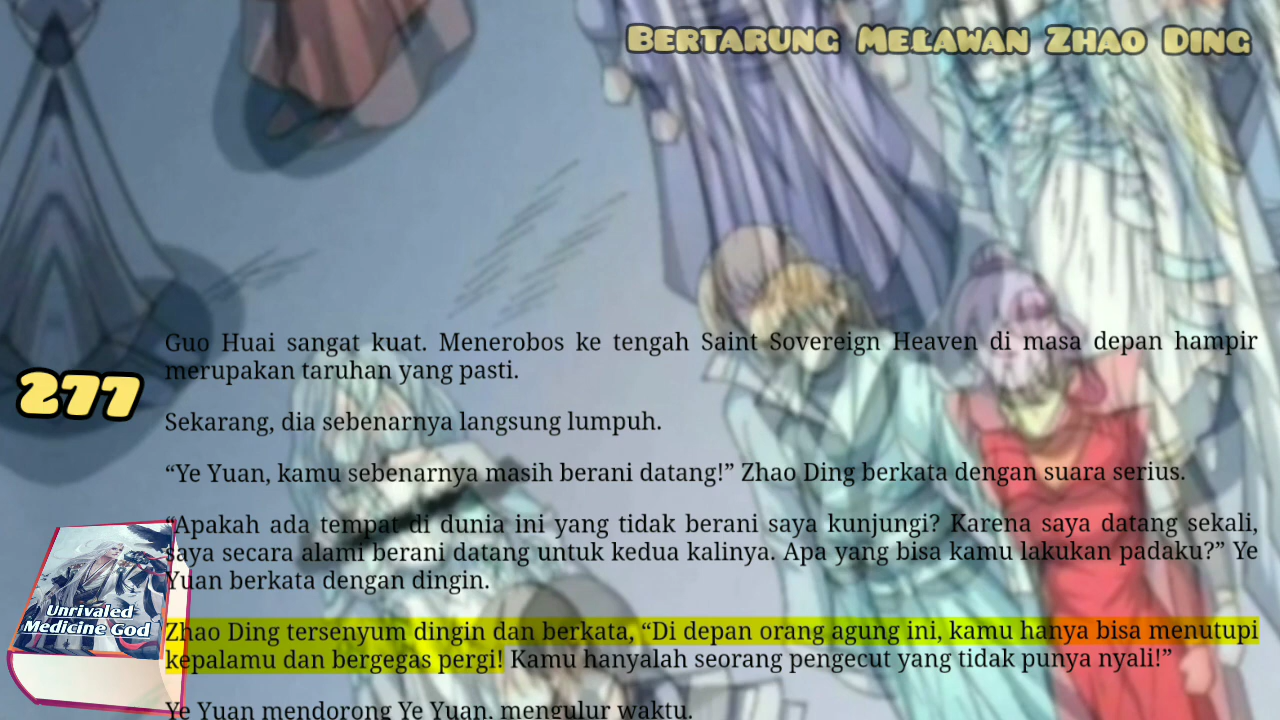 Bertarung Melawan Zhao Ding
Guo Huai sangat kuat. Menerobos ke tengah Saint Sovereign Heaven di masa depan hampir
merupakan taruhan yang pasti.
277
Sekarang, dia sebenarnya langsung lumpuh.
“Ye Yuan, kamu sebenarnya masih berani datang!” Zhao Ding berkata dengan suara serius.
“Apakah ada tempat di dunia ini yang tidak berani saya kunjungi? Karena saya datang sekali,
saya secara alami berani datang untuk kedua kalinya. Apa yang bisa kamu lakukan padaku?” Ye
Yuan berkata dengan dingin.
Unrivaled
Medicine God
Zhao Ding tersenyum dingin dan berkata, “Di depan orang agung ini, kamu hanya bisa menutupi
kepalamu dan bergegas pergi! Kamu hanyalah seorang pengecut yang tidak punya nyali!”
Ye Yuan mendorong Ye Yuan, mengulur waktu.